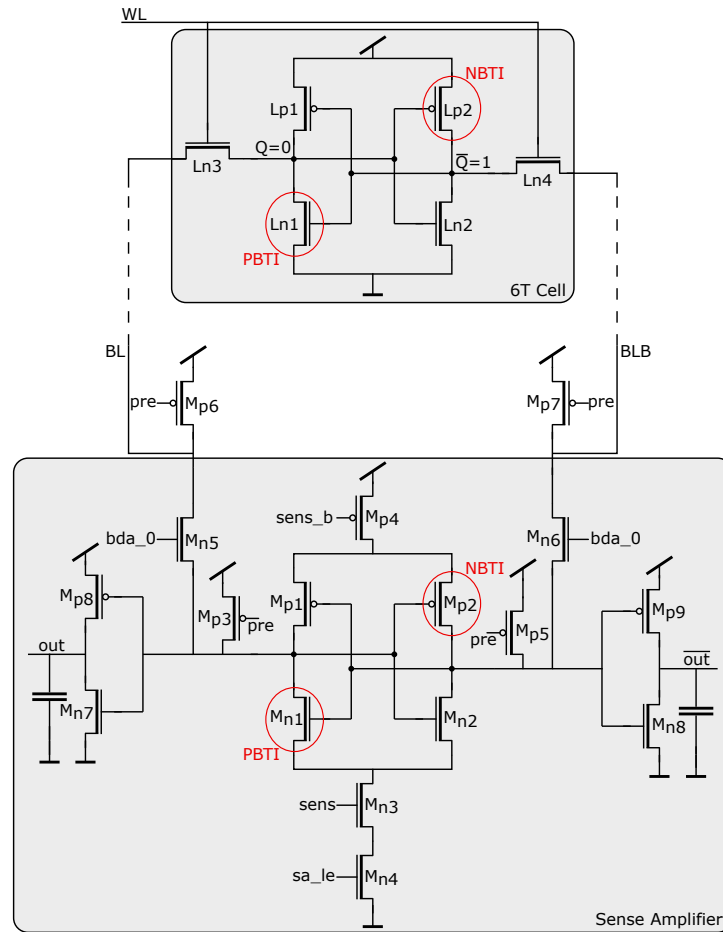 WL
NBTI
Lp1
Lp2
Q=0
Q=1
Ln3
Ln4
Ln1
Ln2
PBTI
6T Cell
BL
BLB
pre
Mp6
Mp7
pre
sens_b
Mp4
bda_0
Mn5
Mn6
bda_0
NBTI
Mp8
Mp3
pre
Mp1
Mp2
pre
Mp5
Mp9
out
out
Mn7
Mn1
Mn2
Mn8
PBTI
sens
Mn3
sa_le
Mn4
Sense Amplifier